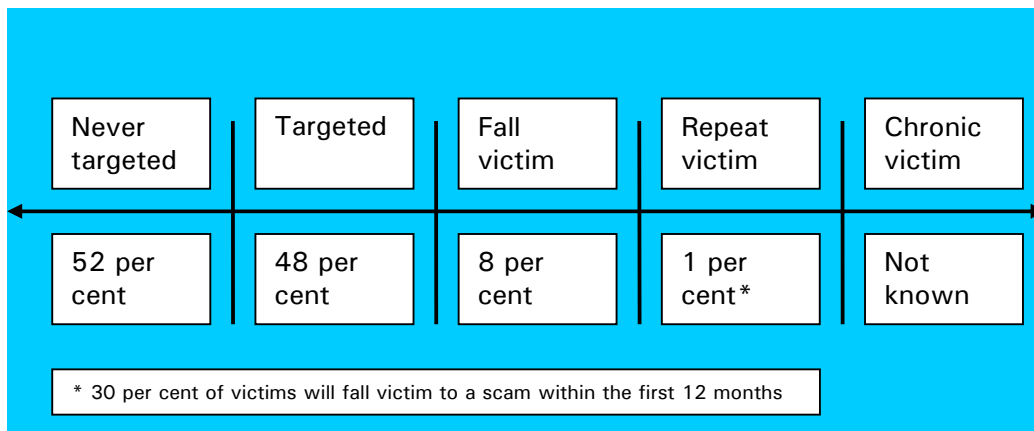 Never
targeted
Targeted
Fall
victim
Repeat
victim
Chronic
victim
52 per
cent
48 per
cent
8 per
cent
1 per
cent*
Not
known
* 30 per cent of victims will fall victim to a scam within the first 12 months